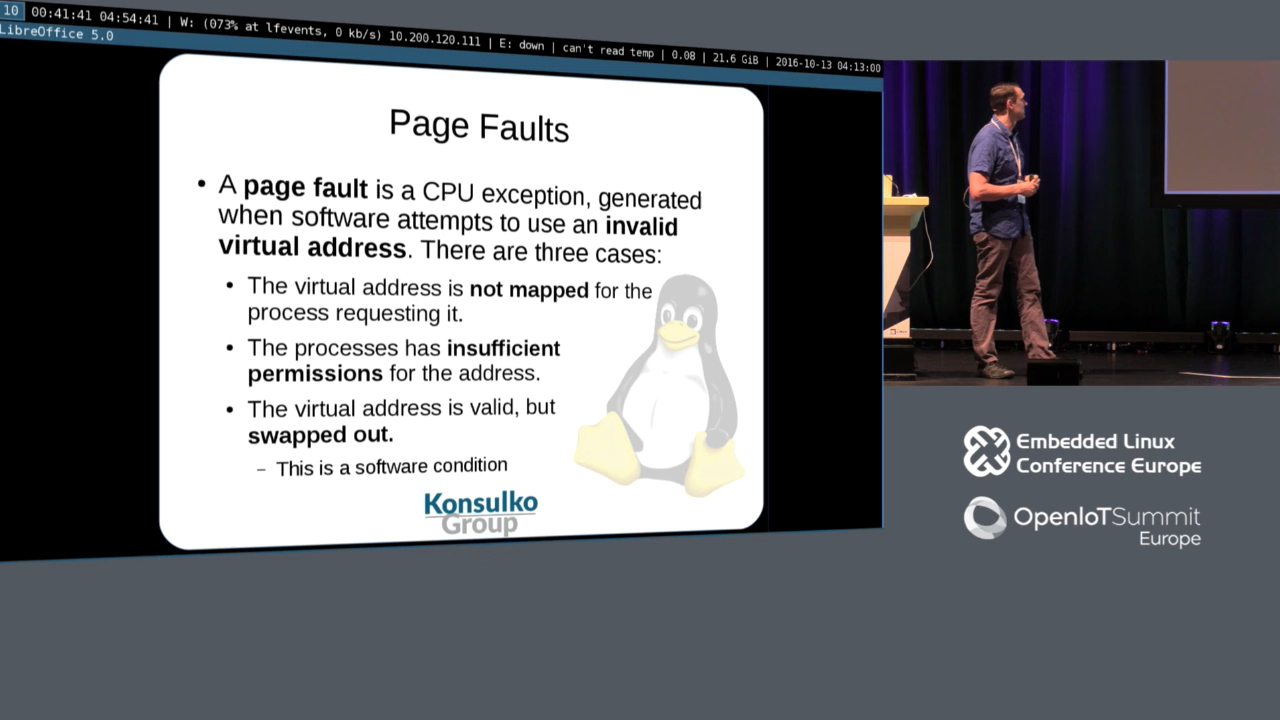 10 00:41:41 04:54:41 | W: (073% at lfevents, 0 kb/s) 10.200.120.111 | E: down | can't read temp | 0.08 | 21.6 GiB | 2016-10-13 04:13:00
LibreOffice 5.0
Page Faults
• A page fault is a CPU exception, generated
when software attempts to use an invalid
virtual address. There are three cases:
• The virtual address is not mapped for the
process requesting it.
• The processes has insufficient
permissions for the address.
• The virtual address is valid, but
swapped out.
– This is a software condition
Konsulko
Group
Embedded Linux
Conference Europe
OpenIoTSummit
Europe